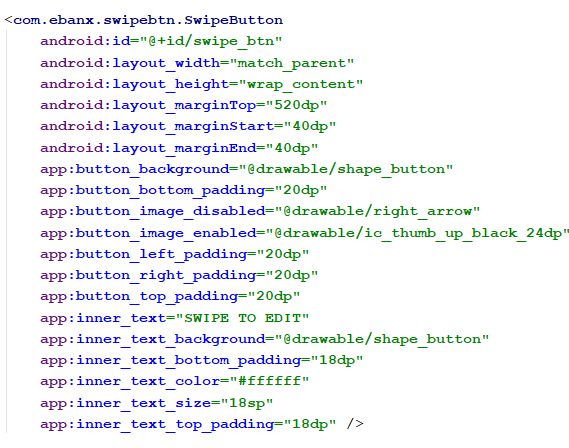 <com.ebanx.swipebtn.SwipeButton
android:id="@+id/swipe_btn"
android:layout_width="match_parent"
android:layout_height="wrap_content"
android:layout_marginTop="520dp"
android:layout_marginStart="40dp"
android:layout_marginEnd="40dp"
app:button_background="@drawable/shape_button"
app:button_bottom_padding="20dp"
app:button_image_disabled="@drawable/right_arrow"
app:button_image_enabled="@drawable/ic_thumb_up_black_24dp"
app:button_left_padding="20dp"
app:button_right_padding="20dp"
app:button_top_padding="20dp"
app:inner_text="SWIPE TO EDIT"
app:inner_text_background="@drawable/shape_button"
app:inner_text_bottom_padding="18dp"
app:inner_text_color="#ffffff"
app:inner_text_size="18sp"
app:inner_text_top_padding="18dp" />